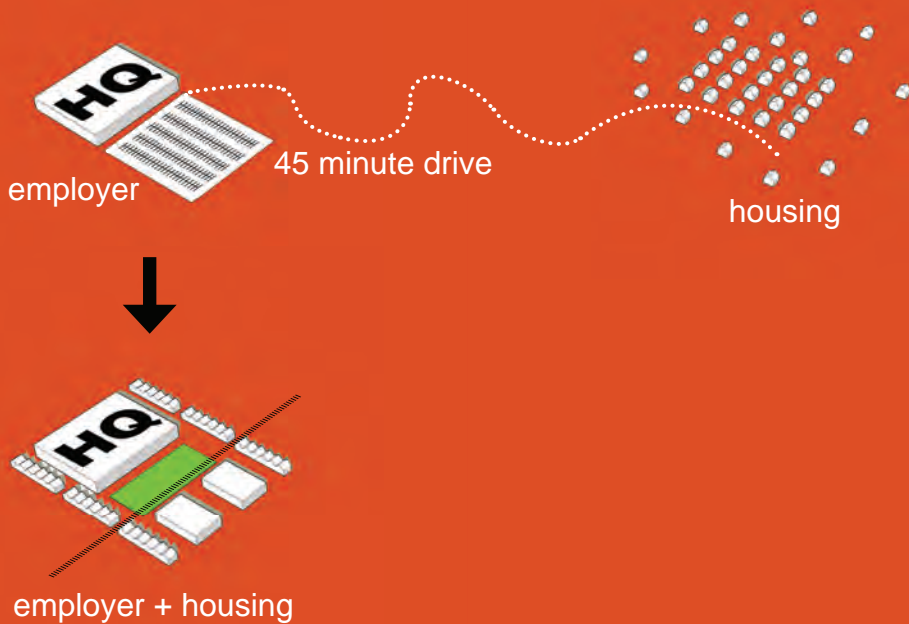 HQ
45 minute drive
employer
housing
HQ
employer + housing